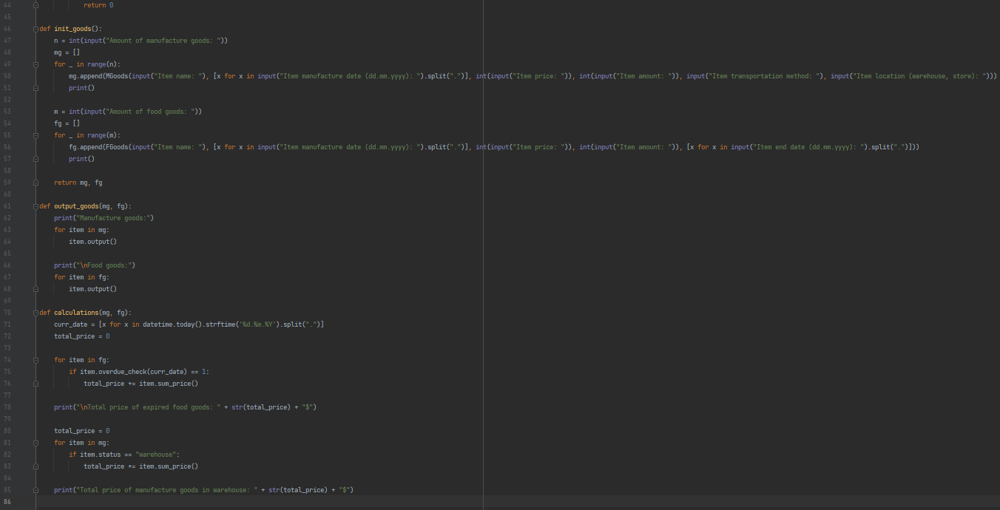 44 return 0
45
46 def init_goods():
47 n = int(input("Amount of manufacture goods: "))
48 mg = []
49 for _ in range(n):
50 mg.append(MGoods(input("Item name: "), [x for x in input("Item manufacture date (dd.mm.yyyy): ").split(".")], int(input("Item price: ")), int(input("Item amount: ")), input("Item transportation method: "), input("Item location (warehouse, store): ")))
51 print()
52
53 m = int(input("Amount of food goods: "))
54 fg = []
55 for _ in range(m):
56 fg.append(FGoods(input("Item name: "), [x for x in input("Item manufacture date (dd.mm.yyyy): ").split(".")], int(input("Item price: ")), int(input("Item amount: ")), [x for x in input("Item end date (dd.mm.yyyy): ").split(".")]))
57 print()
58
59 return mg, fg
60
61 def output_goods(mg, fg):
62 print("Manufacture goods:")
63 for item in mg:
64 item.output()
65
66 print("\nFood goods:")
67 for item in fg:
68 item.output()
69
70 def calculations(mg, fg):
71 curr_date = [x for x in datetime.today().strftime('%d.%m.%Y').split(".")]
72 total_price = 0
73
74 for item in fg:
75 if item.overdue_check(curr_date) == 1:
76 total_price += item.sum_price()
77
78 print("\nTotal price of expired food goods: " + str(total_price) + "$")
79
80 total_price = 0
81 for item in mg:
82 if item.status == "warehouse":
83 total_price += item.sum_price()
84
85 print("Total price of manufacture goods in warehouse: " + str(total_price) + "$")
86